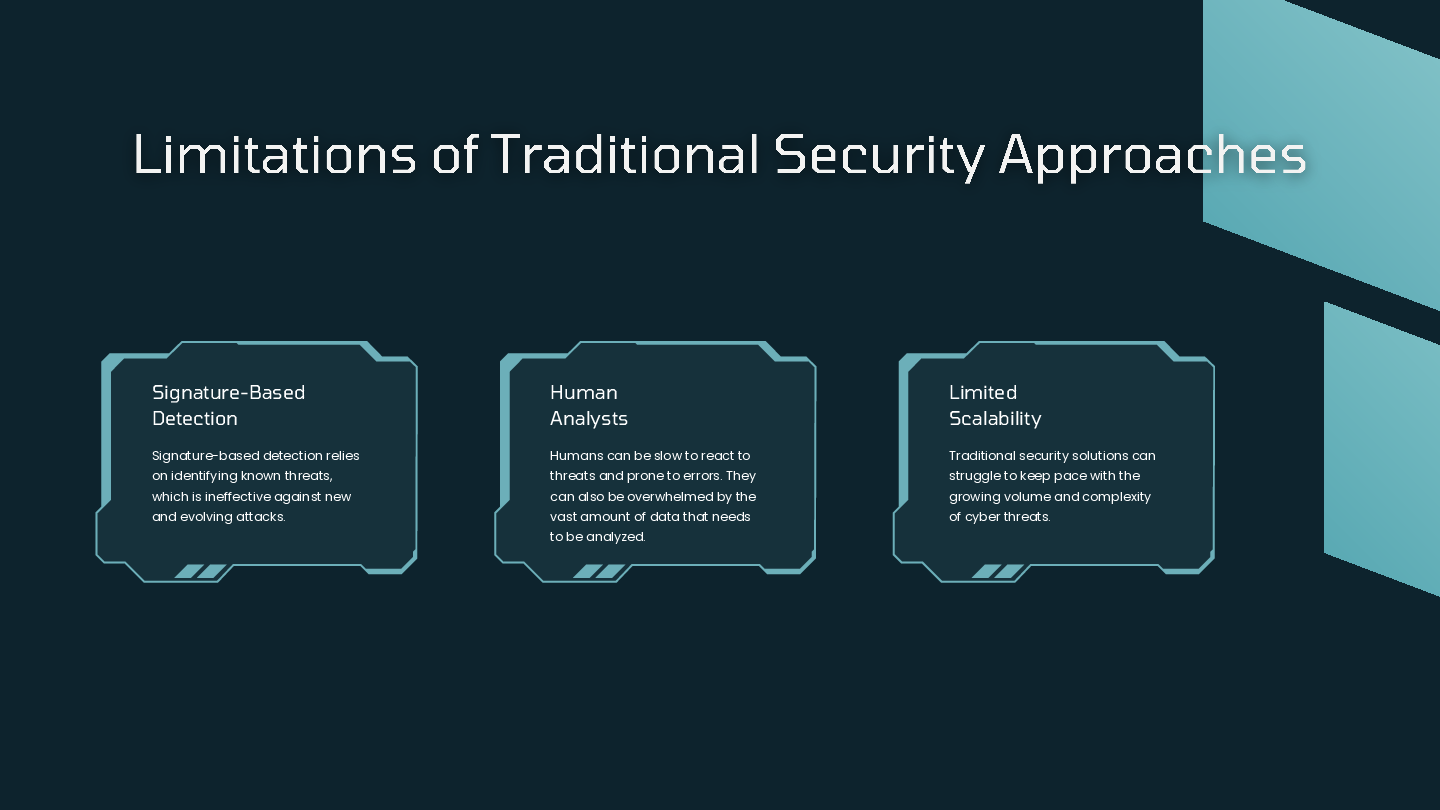 Limitations of Traditional Security Approaches
Signature-Based
Detection
Signature-based detection relies
on identifying known threats,
which is ineffective against new
and evolving attacks.
Human
Analysts
Humans can be slow to react to
threats and prone to errors. They
can also be overwhelmed by the
vast amount of data that needs
to be analyzed.
Limited
Scalability
Traditional security solutions can
struggle to keep pace with the
growing volume and complexity
of cyber threats.